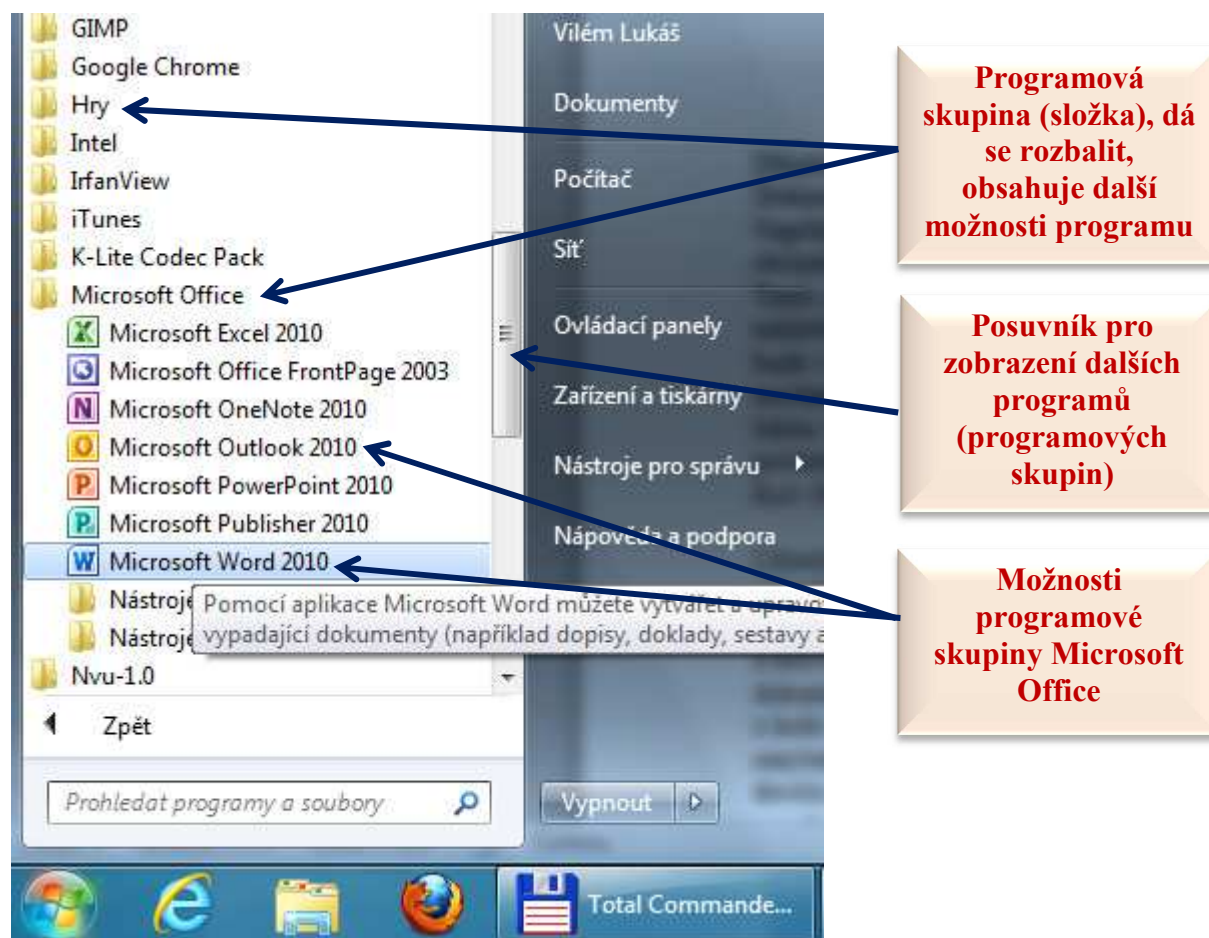 GIMP
Google Chrome
Hry
Intel
IrfanView
iTunes
K-Lite Codec Pack
Microsoft Office
Microsoft Excel 2010
Microsoft Office FrontPage 2003
Microsoft OneNote 2010
Microsoft Outlook 2010
Microsoft PowerPoint 2010
Microsoft Publisher 2010
Microsoft Word 2010
Nástroje
Nástroje
Pomocí aplikace Microsoft Word můžete vytvářet a upravo
vypadající dokumenty (například dopisy, doklady, sestavy a
Nvu-1.0
Zpět
Prohledat programy a soubory
Vilém Lukáš
Dokumenty
Počítač
Síť
Ovládací panely
Zařízení a tiskárny
Nástroje pro správu
Nápověda a podpora
Vypnout
Total Commande...
Programová
skupina (složka), dá
se rozbalit,
obsahuje další
možnosti programu
Posuvník pro
zobrazení dalších
programů
(programových
skupin)
Možnosti
programové
skupiny Microsoft
Office